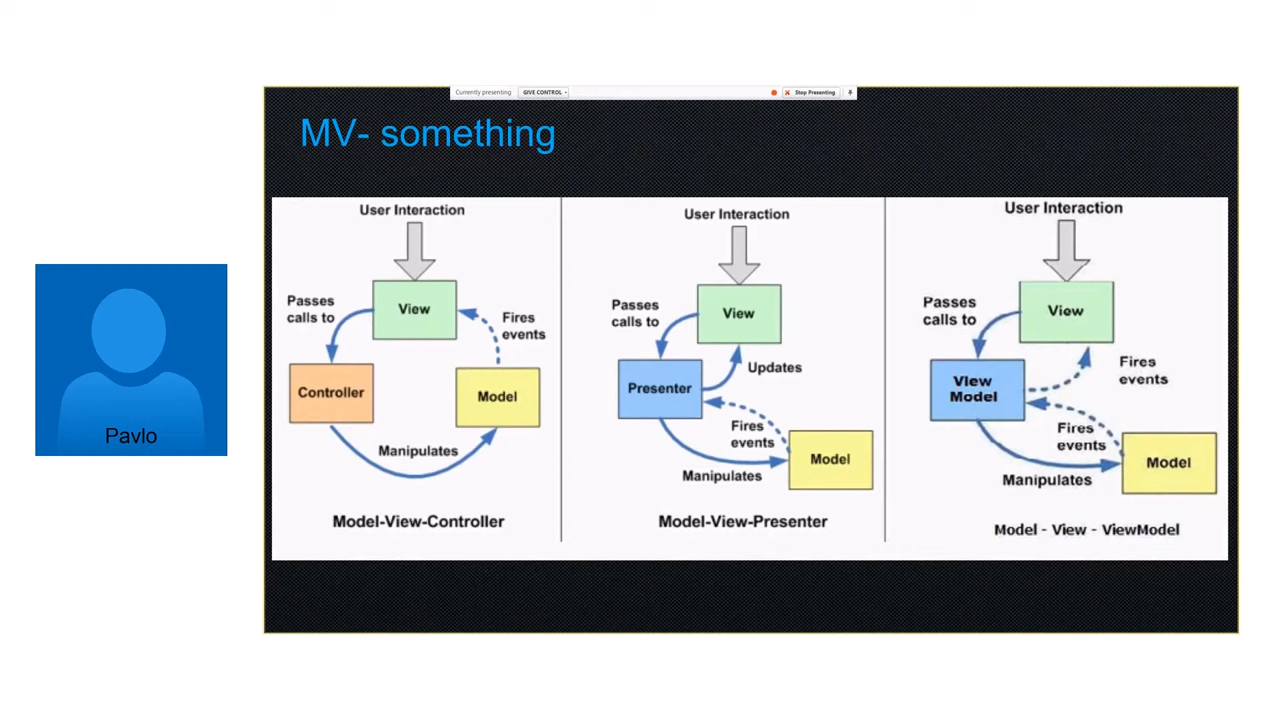 Currently presenting GIVE CONTROL Stop Presenting
MV- something
User Interaction
Passes
calls to
View
Fires
events
Controller
Model
Manipulates
Model-View-Controller
User Interaction
Passes
calls to
View
Updates
Presenter
Fires
events
Model
Manipulates
Model-View-Presenter
User Interaction
Passes
calls to
View
Fires
events
View
Model
Fires
events
Model
Manipulates
Model - View - ViewModel
Pavlo